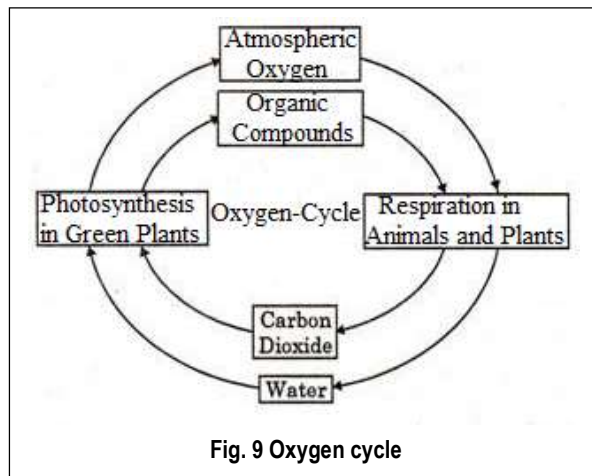 Atmospheric
Oxygen
Organic
Compounds
Photosynthesis
in Green Plants
Oxygen-Cycle
Respiration in
Animals and Plants
Carbon
Dioxide
Water
Fig. 9 Oxygen cycle